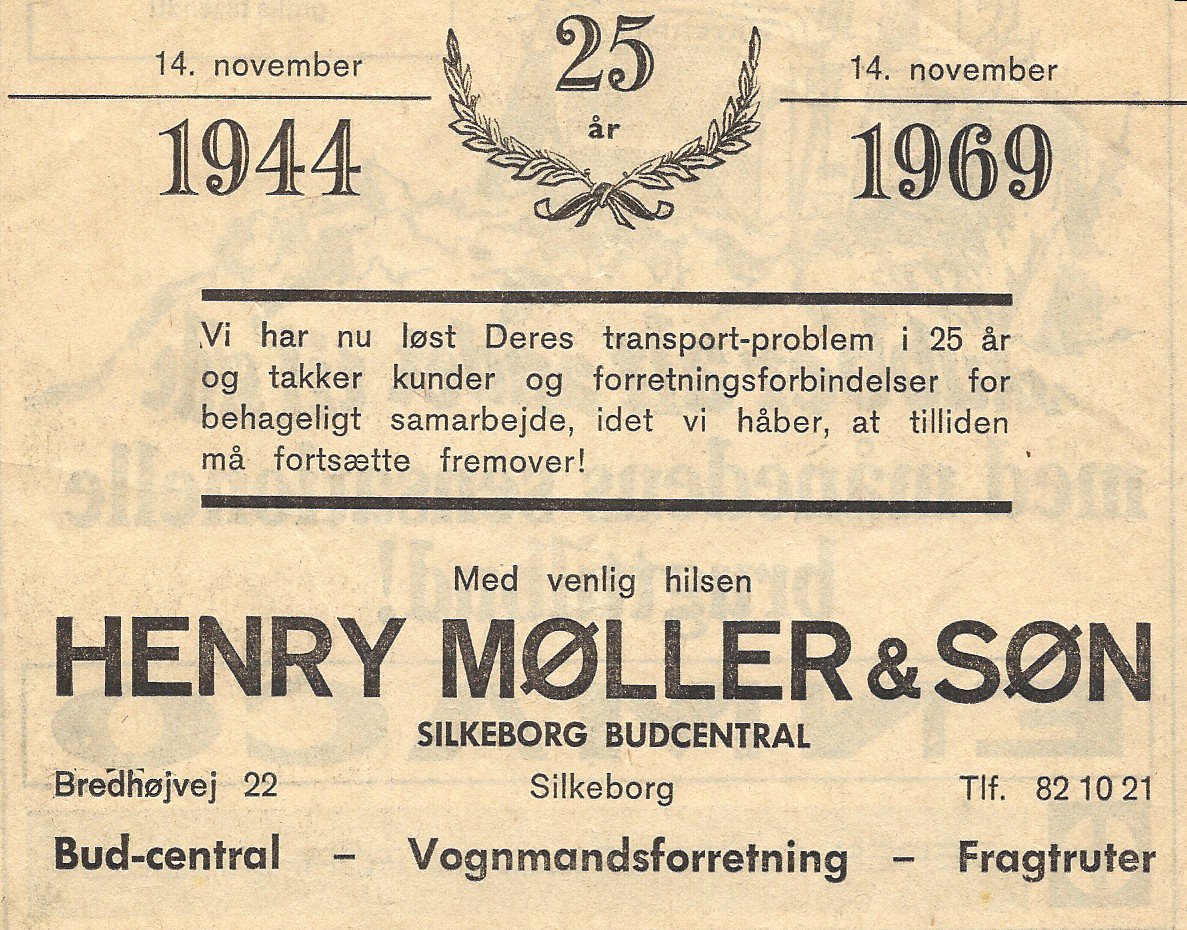 25
år
14. november
14. november
1944
1969
Vi har nu løst Deres transport-problem i 25 år
og takker kunder og forretningsforbindelser for
behageligt samarbejde, idet vi håber, at tilliden
må fortsætte fremover!
Med venlig hilsen
HENRY MØLLER & SØN
SILKEBORG BUDCENTRAL
Bredhøjvej 22 Silkeborg Tlf. 82 10 21
Bud-central – Vognmandsforretning – Fragtruter